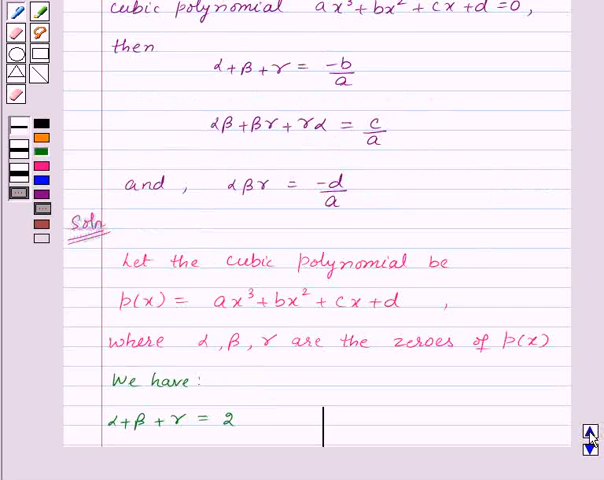 cubic polynomial ax³+bx²+cx+d=0,
then
α+β+γ = -b/a
αβ+βγ+γα = c/a
and, αβγ = -d/a
Soln
Let the cubic polynomial be
p(x) = ax³+bx²+cx+d ,
where α,β,γ are the zeroes of p(x)
We have:
α+β+γ = 2